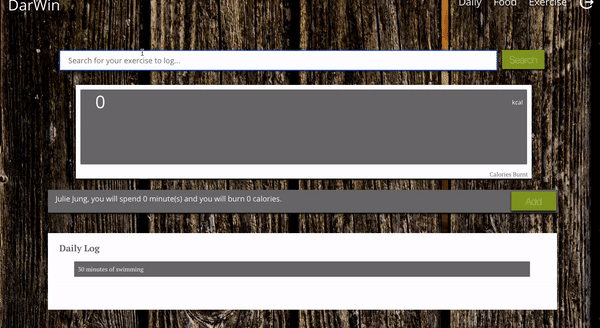 DarWin
Daily Food Exercise
Search for your exercise to log...
Search
0
kcal
Calories Burnt
Julie Jung, you will spend 0 minute(s) and you will burn 0 calories.
Add
Daily Log
30 minutes of swimming